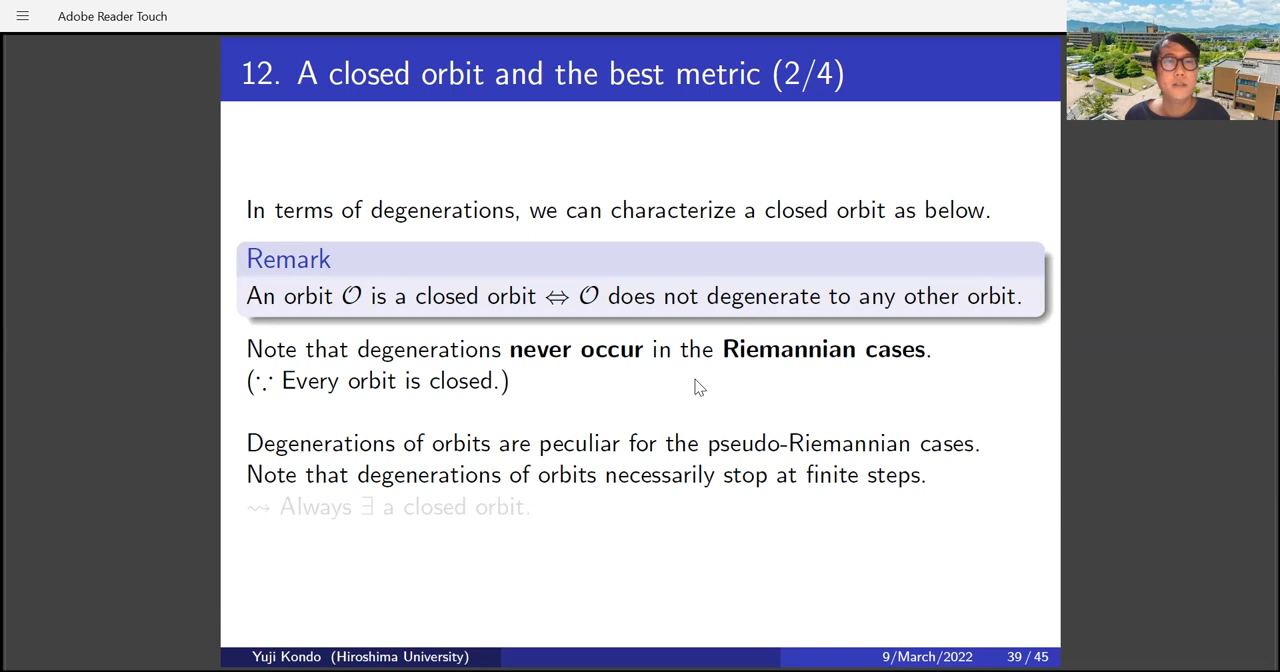 Adobe Reader Touch
12. A closed orbit and the best metric (2/4)
In terms of degenerations, we can characterize a closed orbit as below.
Remark
An orbit 𝒪 is a closed orbit ⇔ 𝒪 does not degenerate to any other orbit.
Note that degenerations never occur in the Riemannian cases.
(∵ Every orbit is closed.)
Degenerations of orbits are peculiar for the pseudo-Riemannian cases.
Note that degenerations of orbits necessarily stop at finite steps.
⇝ Always ∃ a closed orbit.
Yuji Kondo (Hiroshima University) 9/March/2022 39/45